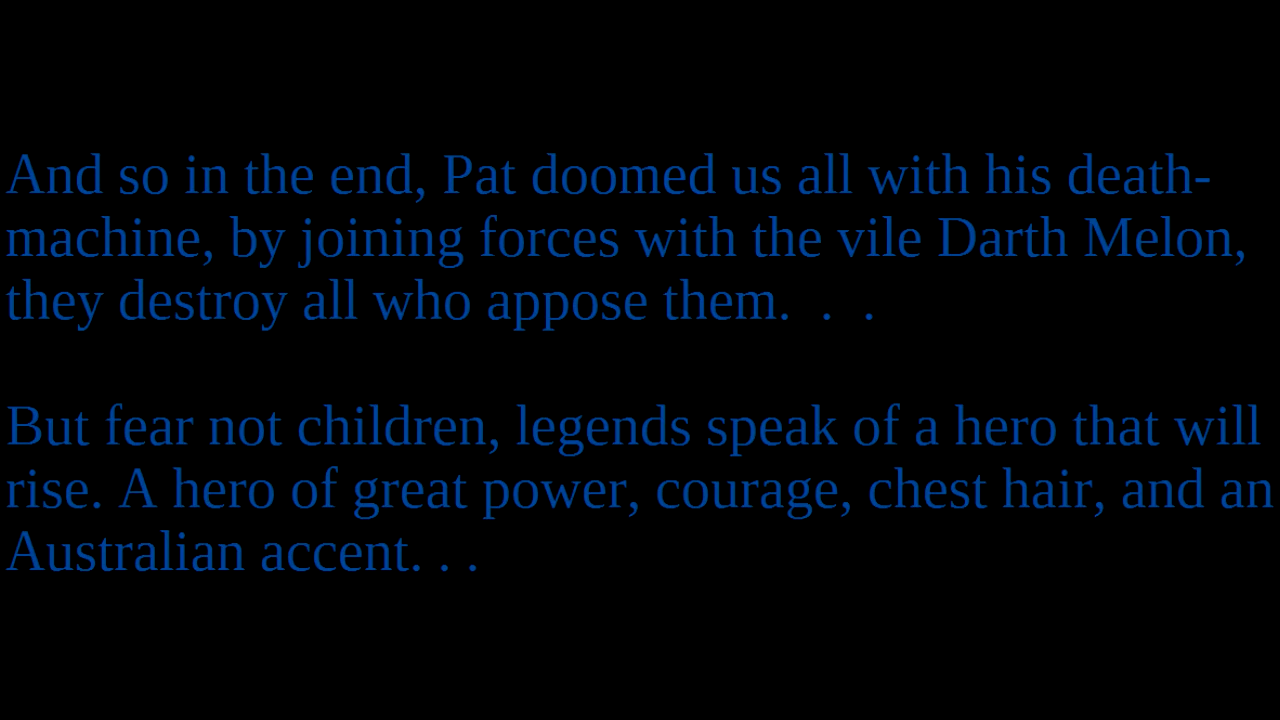 And so in the end, Pat doomed us all with his death-
machine, by joining forces with the vile Darth Melon,
they destroy all who appose them.  .  .
But fear not children, legends speak of a hero that will
rise. A hero of great power, courage, chest hair, and an
Australian accent. . .